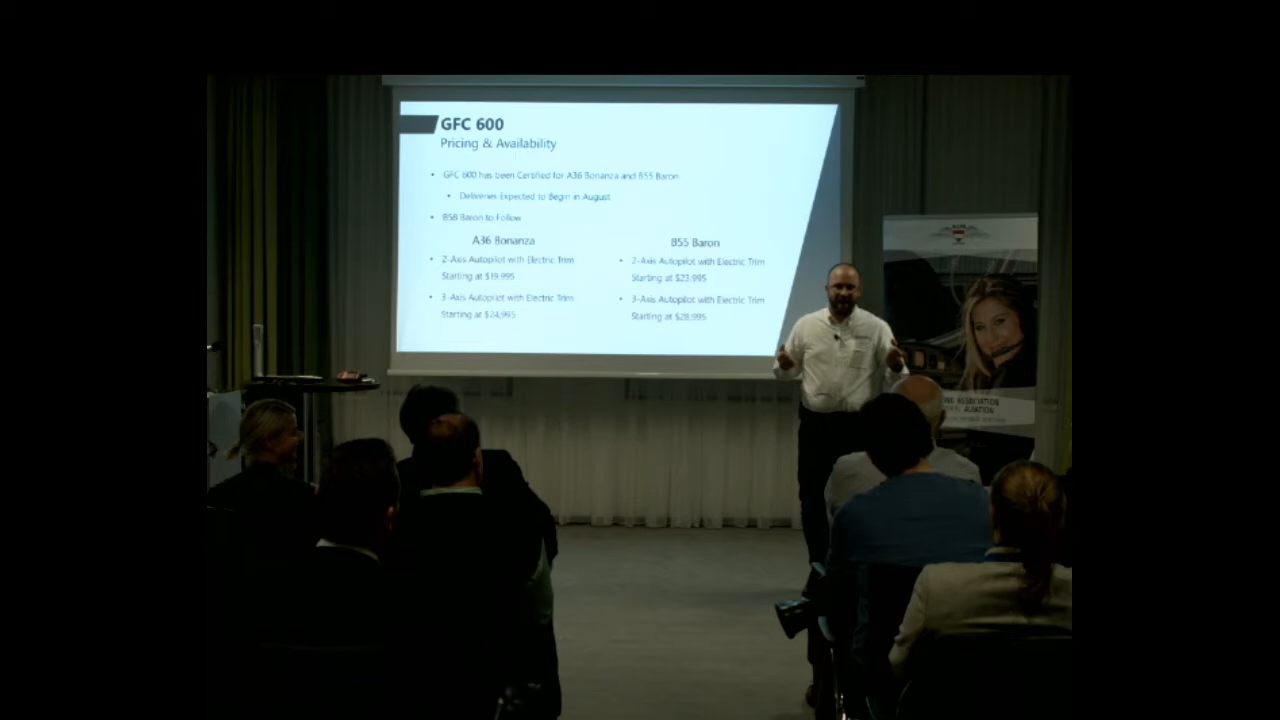 GFC 600
Pricing & Availability
• GFC 600 has been Certified for A36 Bonanza and B55 Baron
• Deliveries Expected to Begin in August
• B58 Baron to Follow
A36 Bonanza
• 2-Axis Autopilot with Electric Trim
Starting at $19,995
• 3-Axis Autopilot with Electric Trim
Starting at $24,995
B55 Baron
• 2-Axis Autopilot with Electric Trim
Starting at $23,995
• 3-Axis Autopilot with Electric Trim
Starting at $28,995
ASSOCIATION
AVIATION